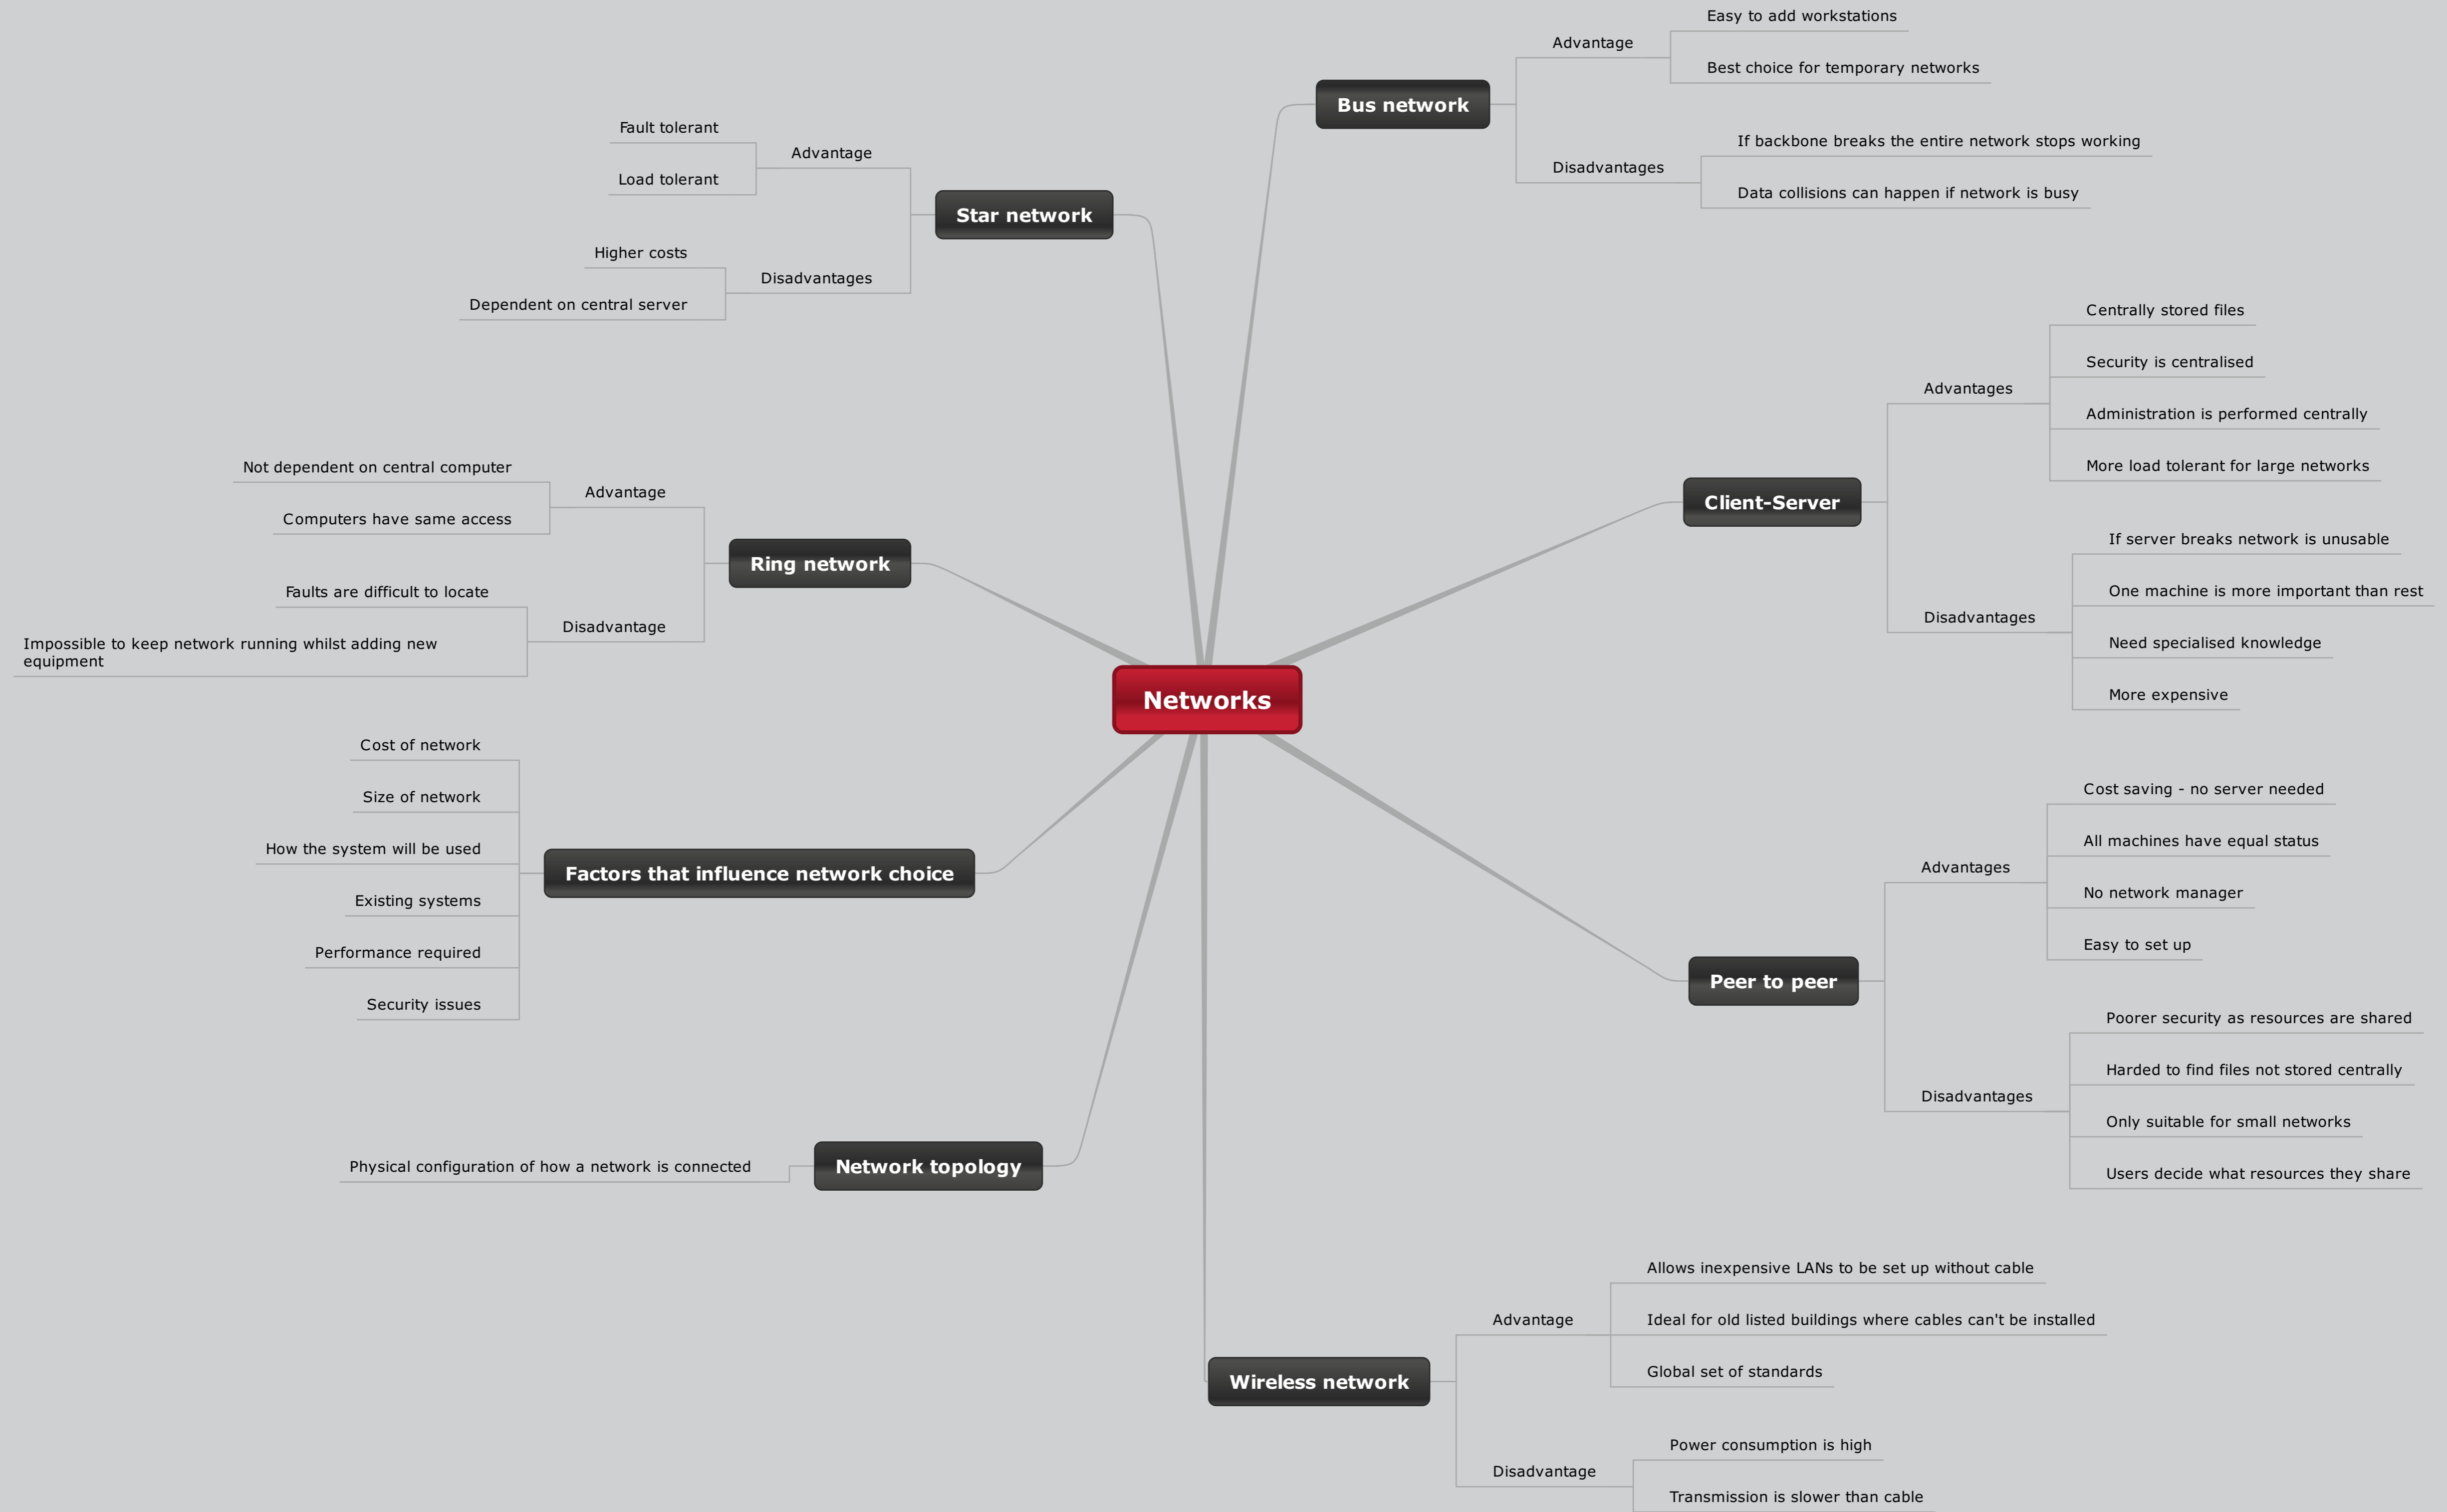 Networks
Bus network
Advantage
Easy to add workstations
Best choice for temporary networks
Disadvantages
If backbone breaks the entire network stops working
Data collisions can happen if network is busy
Client-Server
Advantages
Centrally stored files
Security is centralised
Administration is performed centrally
More load tolerant for large networks
Disadvantages
If server breaks network is unusable
One machine is more important than rest
Need specialised knowledge
More expensive
Peer to peer
Advantages
Cost saving - no server needed
All machines have equal status
No network manager
Easy to set up
Disadvantages
Poorer security as resources are shared
Harded to find files not stored centrally
Only suitable for small networks
Users decide what resources they share
Wireless network
Advantage
Allows inexpensive LANs to be set up without cable
Ideal for old listed buildings where cables can't be installed
Global set of standards
Disadvantage
Power consumption is high
Transmission is slower than cable
Network topology
Physical configuration of how a network is connected
Factors that influence network choice
Cost of network
Size of network
How the system will be used
Existing systems
Performance required
Security issues
Ring network
Advantage
Not dependent on central computer
Computers have same access
Disadvantage
Faults are difficult to locate
Impossible to keep network running whilst adding new
equipment
Star network
Advantage
Fault tolerant
Load tolerant
Disadvantages
Higher costs
Dependent on central server